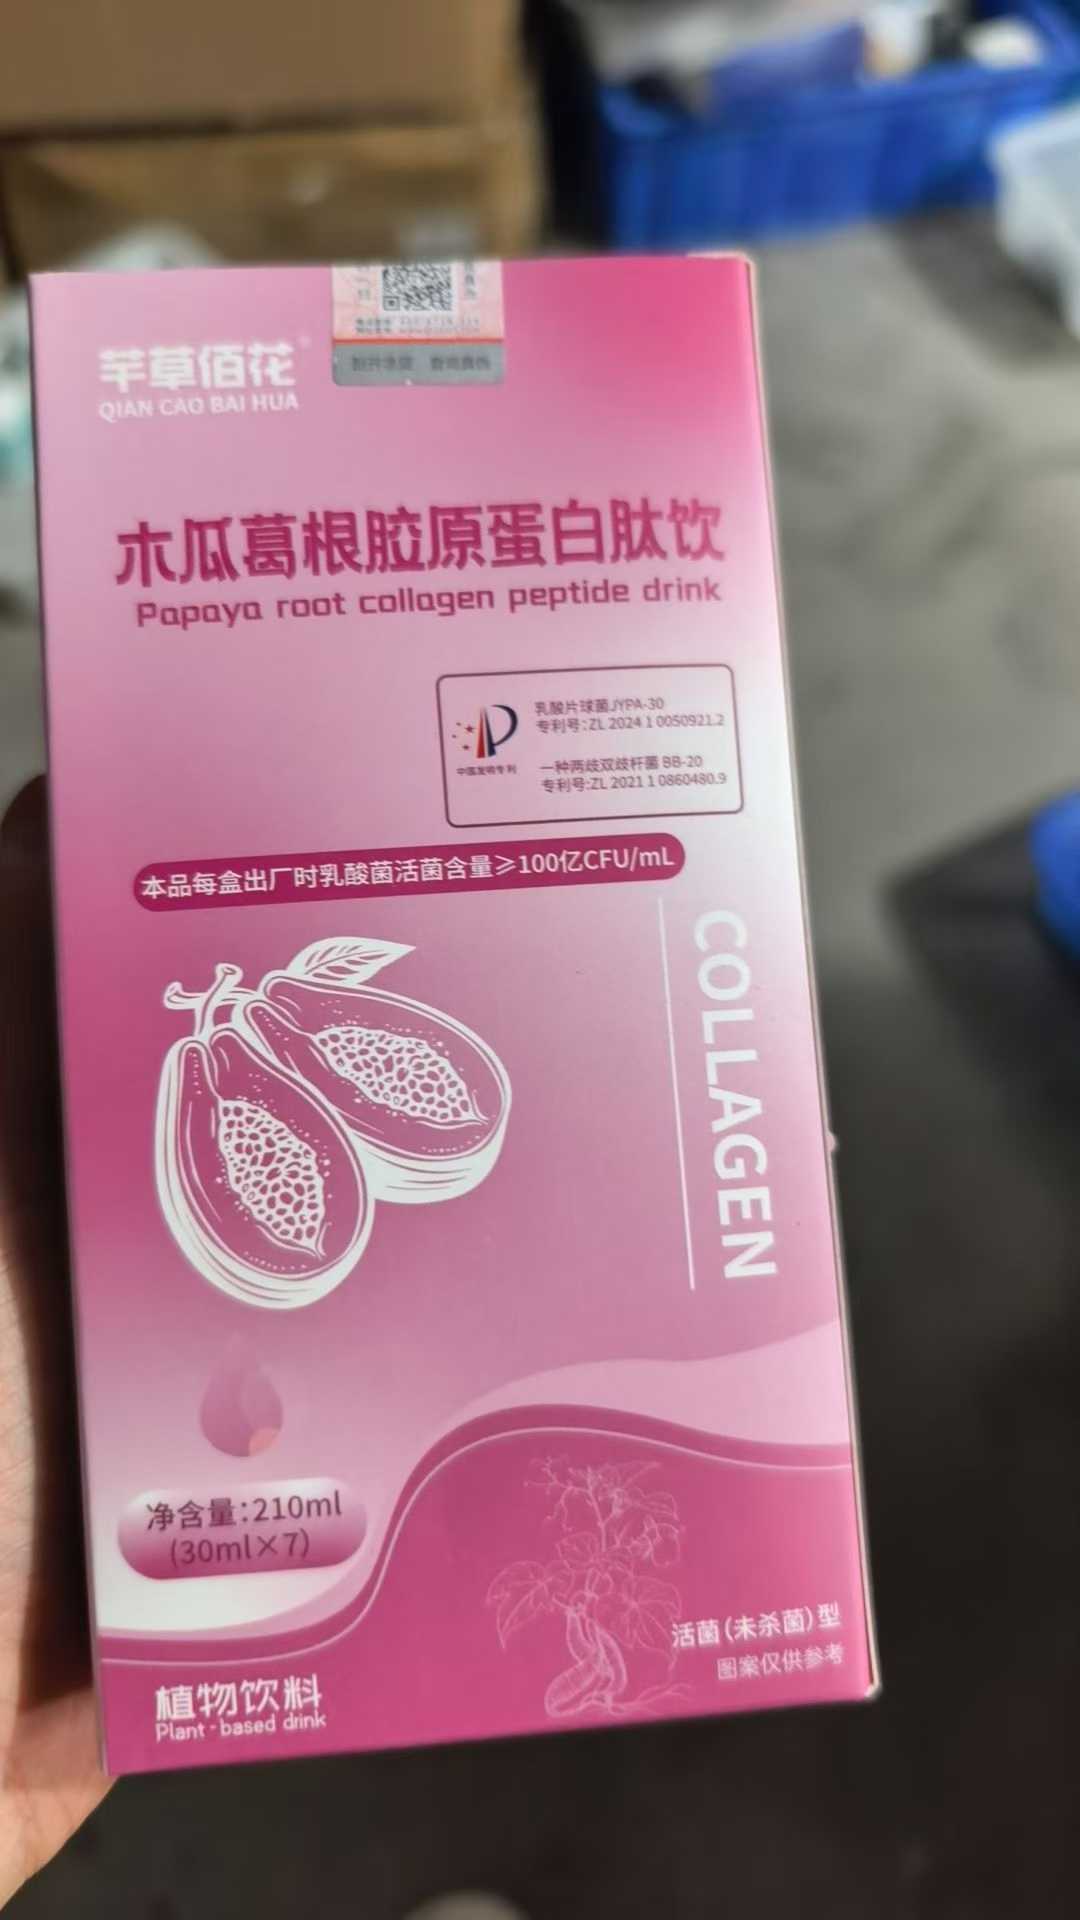 芊草佰花
QIAN CAO BAI HUA
木瓜葛根胶原蛋白肽饮
Papaya root collagen peptide drink
乳酸片球菌JYPA-30
专利号:ZL 2024 1 0050921.2
中国发明专利
一种两歧双歧杆菌 BB-20
专利号:ZL 2021 1 0860480.9
本品每盒出厂时乳酸菌活菌含量≥100亿CFU/mL
COLLAGEN
净含量:210ml
(30ml×7)
活菌(未杀菌)型
图案仅供参考
植物饮料
Plant-based drink